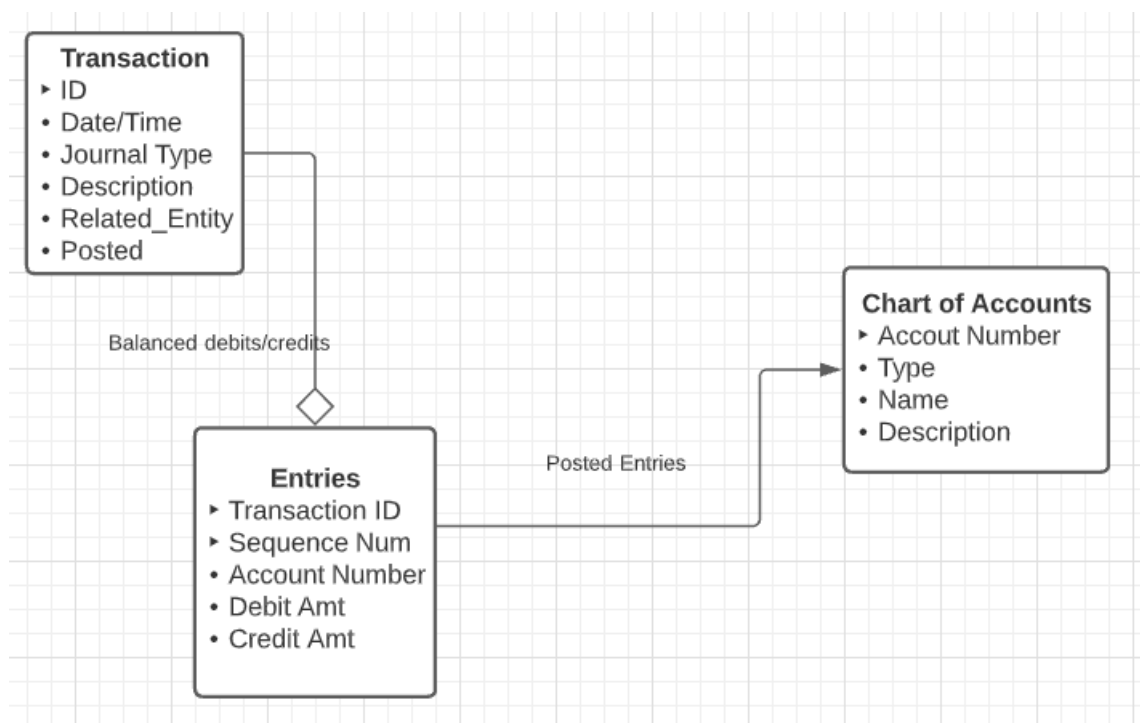 Transaction
ID
Date/Time
Journal Type
Description
Related_Entity
Posted
Balanced debits/credits
Entries
Transaction ID
Sequence Num
Account Number
Debit Amt
Credit Amt
Posted Entries
Chart of Accounts
Accout Number
Type
Name
Description